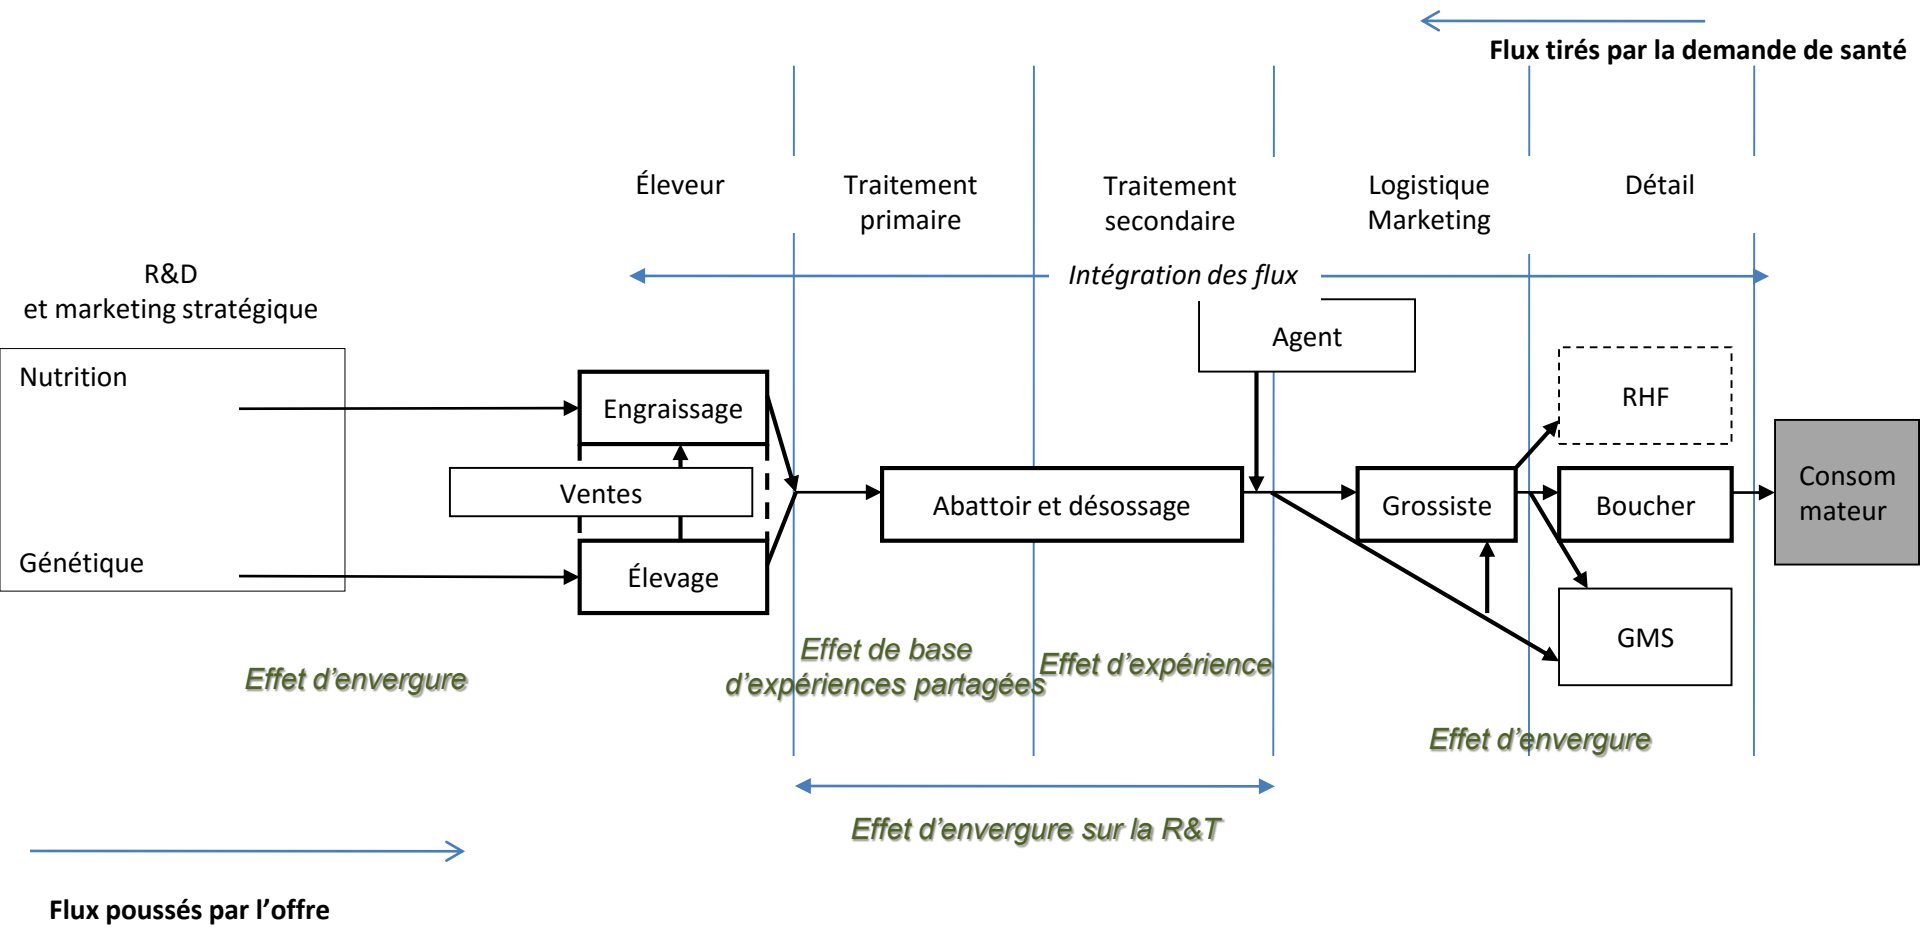 Flux tirés par la demande de santé
Éleveur
Traitement
primaire
Traitement
secondaire
Logistique
Marketing
Détail
R&D
et marketing stratégique
Intégration des flux
Agent
Nutrition
Engraissage
RHF
Ventes
Abattoir et désossage
Grossiste
Boucher
Consom
mateur
Génétique
Élevage
GMS
Effet d’envergure
Effet de base
d’expériences partagées
Effet d’expérience
Effet d’envergure
Effet d’envergure sur la R&T
Flux poussés par l’offre